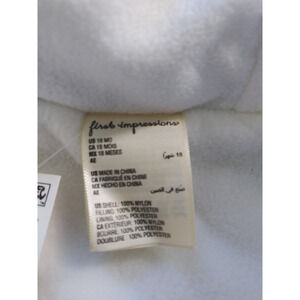 first impressions
US 18 MO
CA 18 MOIS
MX 18 MESES
AE 18 شهرًا
US MADE IN CHINA
CA FABRIQUÉ EN CHINE
MX HECHO EN CHINA
AE صنع في الصين
US SHELL: 100% NYLON
FILLING: 100% POLYESTER
LINING: 100% POLYESTER
CA EXTÉRIEUR: 100% NYLON
BOURRE: 100% POLYESTER
DOUBLURE: 100% POLYESTER